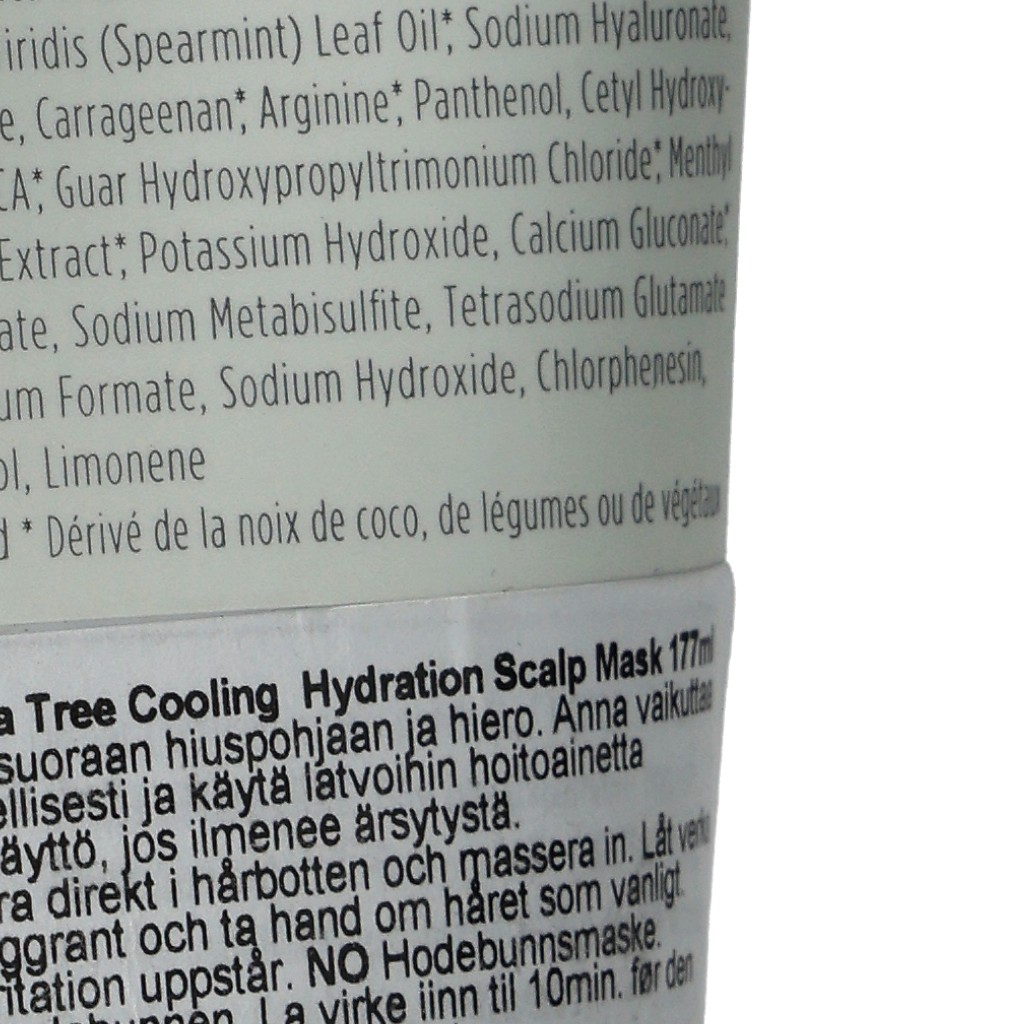 iridis (Spearmint) Leaf Oil*, Sodium Hyaluronate,
e, Carrageenan*, Arginine*, Panthenol, Cetyl Hydroxy-
CA*, Guar Hydroxypropyltrimonium Chloride*, Menthyl
Extract*, Potassium Hydroxide, Calcium Gluconate*,
ate, Sodium Metabisulfite, Tetrasodium Glutamate
um Formate, Sodium Hydroxide, Chlorphenesin,
ol, Limonene
d * Dérivé de la noix de coco, de légumes ou de végétaux
a Tree Cooling Hydration Scalp Mask 177ml
suoraan hiuspohjaan ja hiero. Anna vaikuttaa
ellisesti ja käytä latvoihin hoitoainetta
äyttö, jos ilmenee ärsytystä.
ra direkt i hårbotten och massera in. Låt verka
ggrant och ta hand om håret som vanligt.
itation uppstår. NO Hodebunnsmaske.
debunnen. La virke iinn til 10min. før den